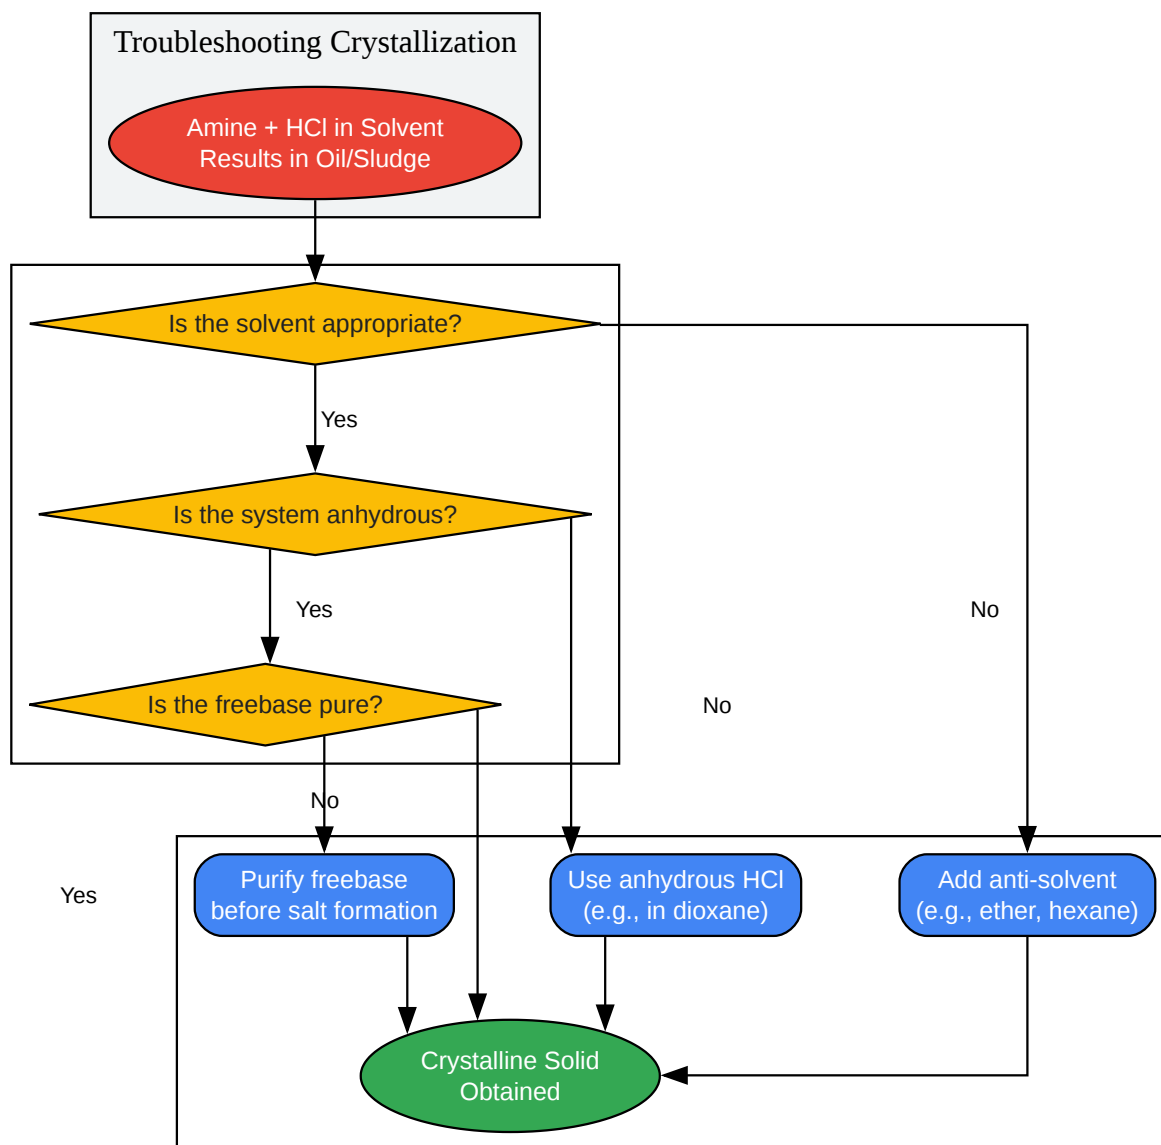 Troubleshooting Crystallization
Amine + HCl in Solvent
Results in Oil/Sludge
Is the solvent appropriate?
Yes
Is the system anhydrous?
Yes
No
Is the freebase pure?
No
No
Yes
Purify freebase
before salt formation
Use anhydrous HCl
(e.g., in dioxane)
Add anti-solvent
(e.g., ether, hexane)
Crystalline Solid
Obtained